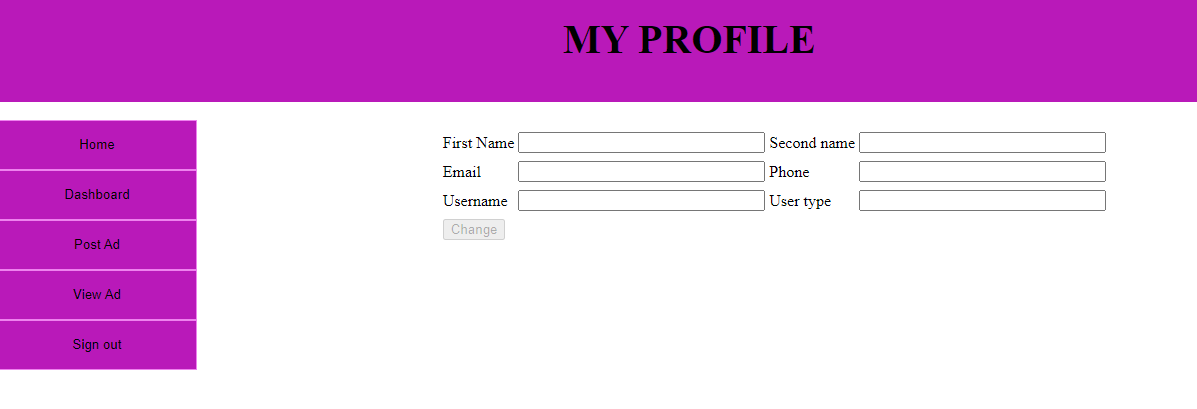 MY PROFILE
Home
Dashboard
Post Ad
View Ad
Sign out
First Name Second name
Email Phone
Username User type
Change